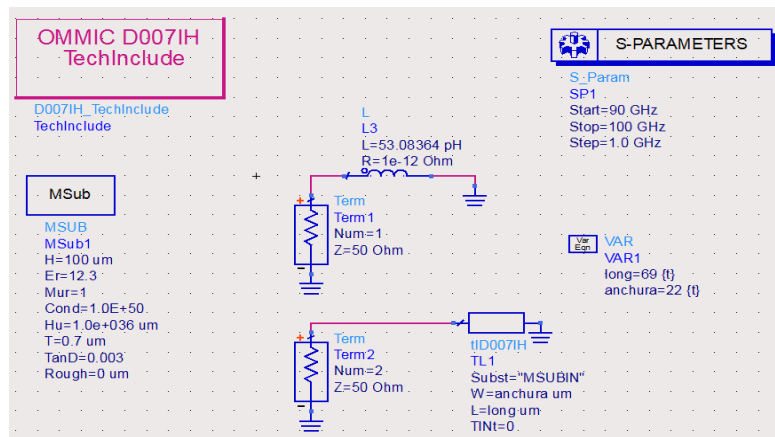 OMMIC D007IH
TechInclude
D007IH_TechInclude
TechInclude
S-PARAMETERS
S_Param
SP1
Start=90 GHz
Stop=100 GHz
Step=1.0 GHz
L
L3
L=53.08364 pH
R=1e-12 Ohm
Term
Term1
Num=1
Z=50 Ohm
MSub
MSUB
MSub1
H=100 um
Er=12.3
Mur=1
Cond=1.0E+50
Hu=1.0e+036 um
T=0.7 um
TanD=0.003
Rough=0 um
Var
Eqn
VAR
VAR1
long=69 {t}
anchura=22 {t}
Term
Term2
Num=2
Z=50 Ohm
tlD007IH
TL1
Subst="MSUBIN"
W=anchura um
L=long um
TINt=0